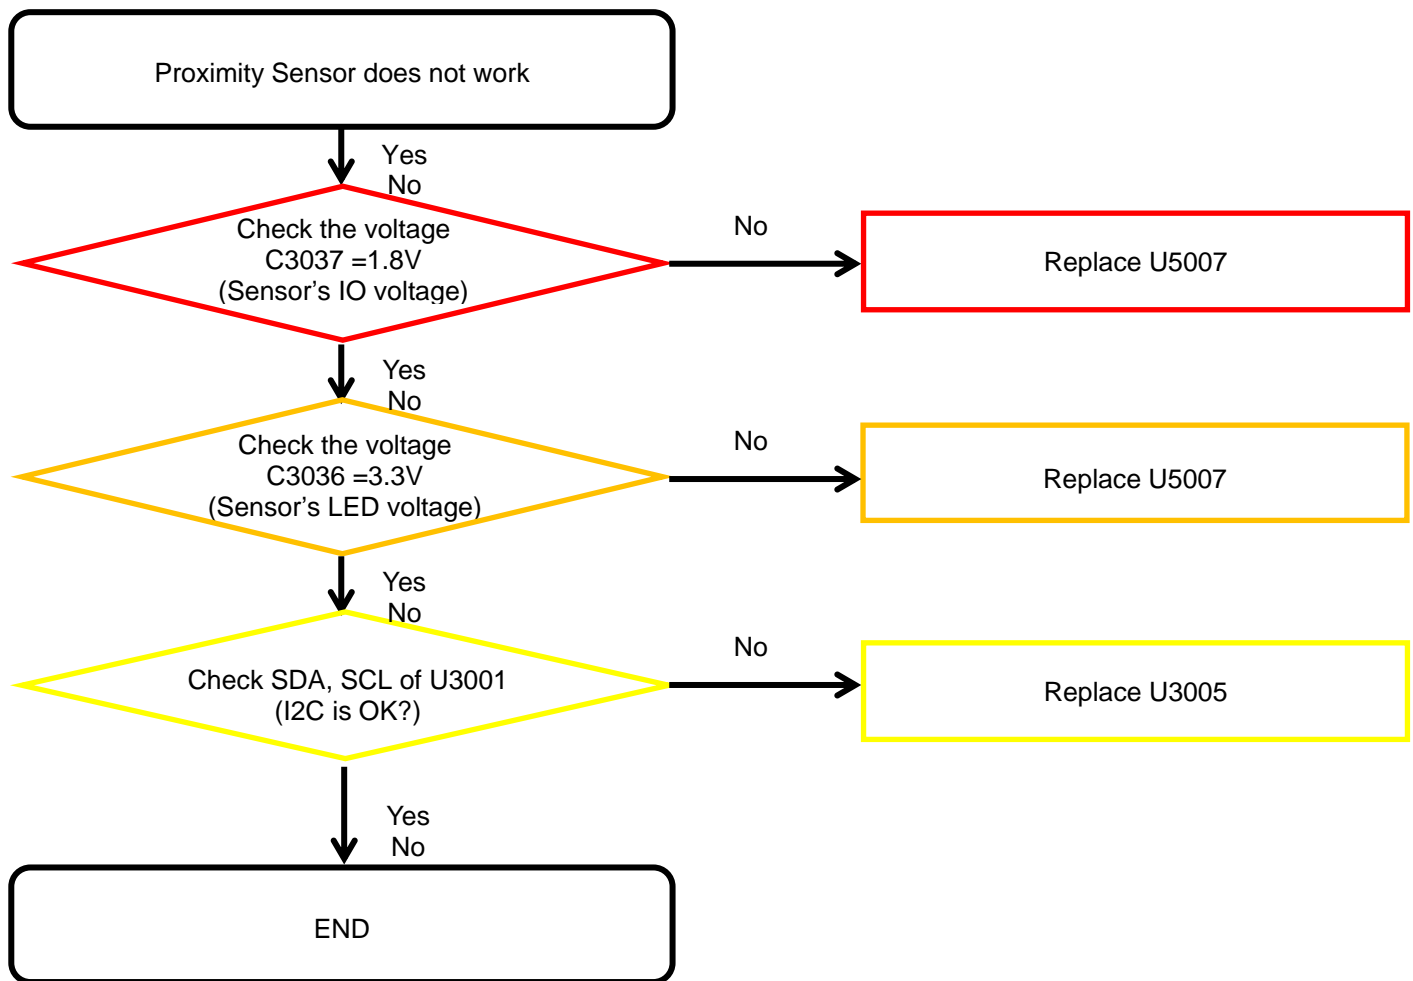 Proximity Sensor does not work
Yes
No
Check the voltage
C3037 =1.8V
(Sensor’s IO voltage)
No
Replace U5007
Yes
No
Check the voltage
C3036 =3.3V
(Sensor’s LED voltage)
No
Replace U5007
Yes
No
Check SDA, SCL of U3001
(I2C is OK?)
No
Replace U3005
Yes
No
END